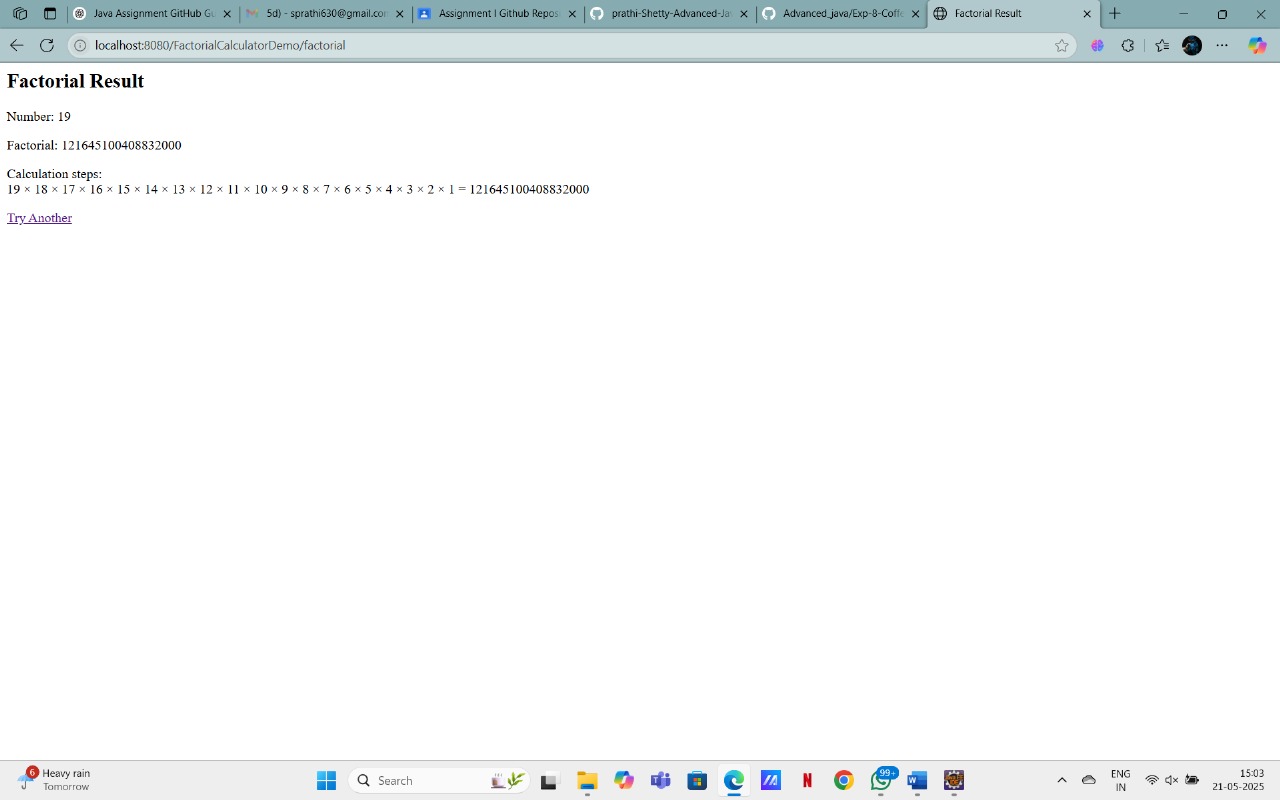 Java Assignment GitHub Gu
5d) - sprathi630@gmail.com
Assignment I Github Repos
prathi-Shetty-Advanced-Ja
Advanced_java/Exp-8-Coffe
Factorial Result
localhost:8080/FactorialCalculatorDemo/factorial
Factorial Result
Number: 19
Factorial: 121645100408832000
Calculation steps:
19 × 18 × 17 × 16 × 15 × 14 × 13 × 12 × 11 × 10 × 9 × 8 × 7 × 6 × 5 × 4 × 3 × 2 × 1 = 121645100408832000
Try Another
6
Heavy rain
Tomorrow
Search
N
99+
W
ENG
IN
15:03
21-05-2025